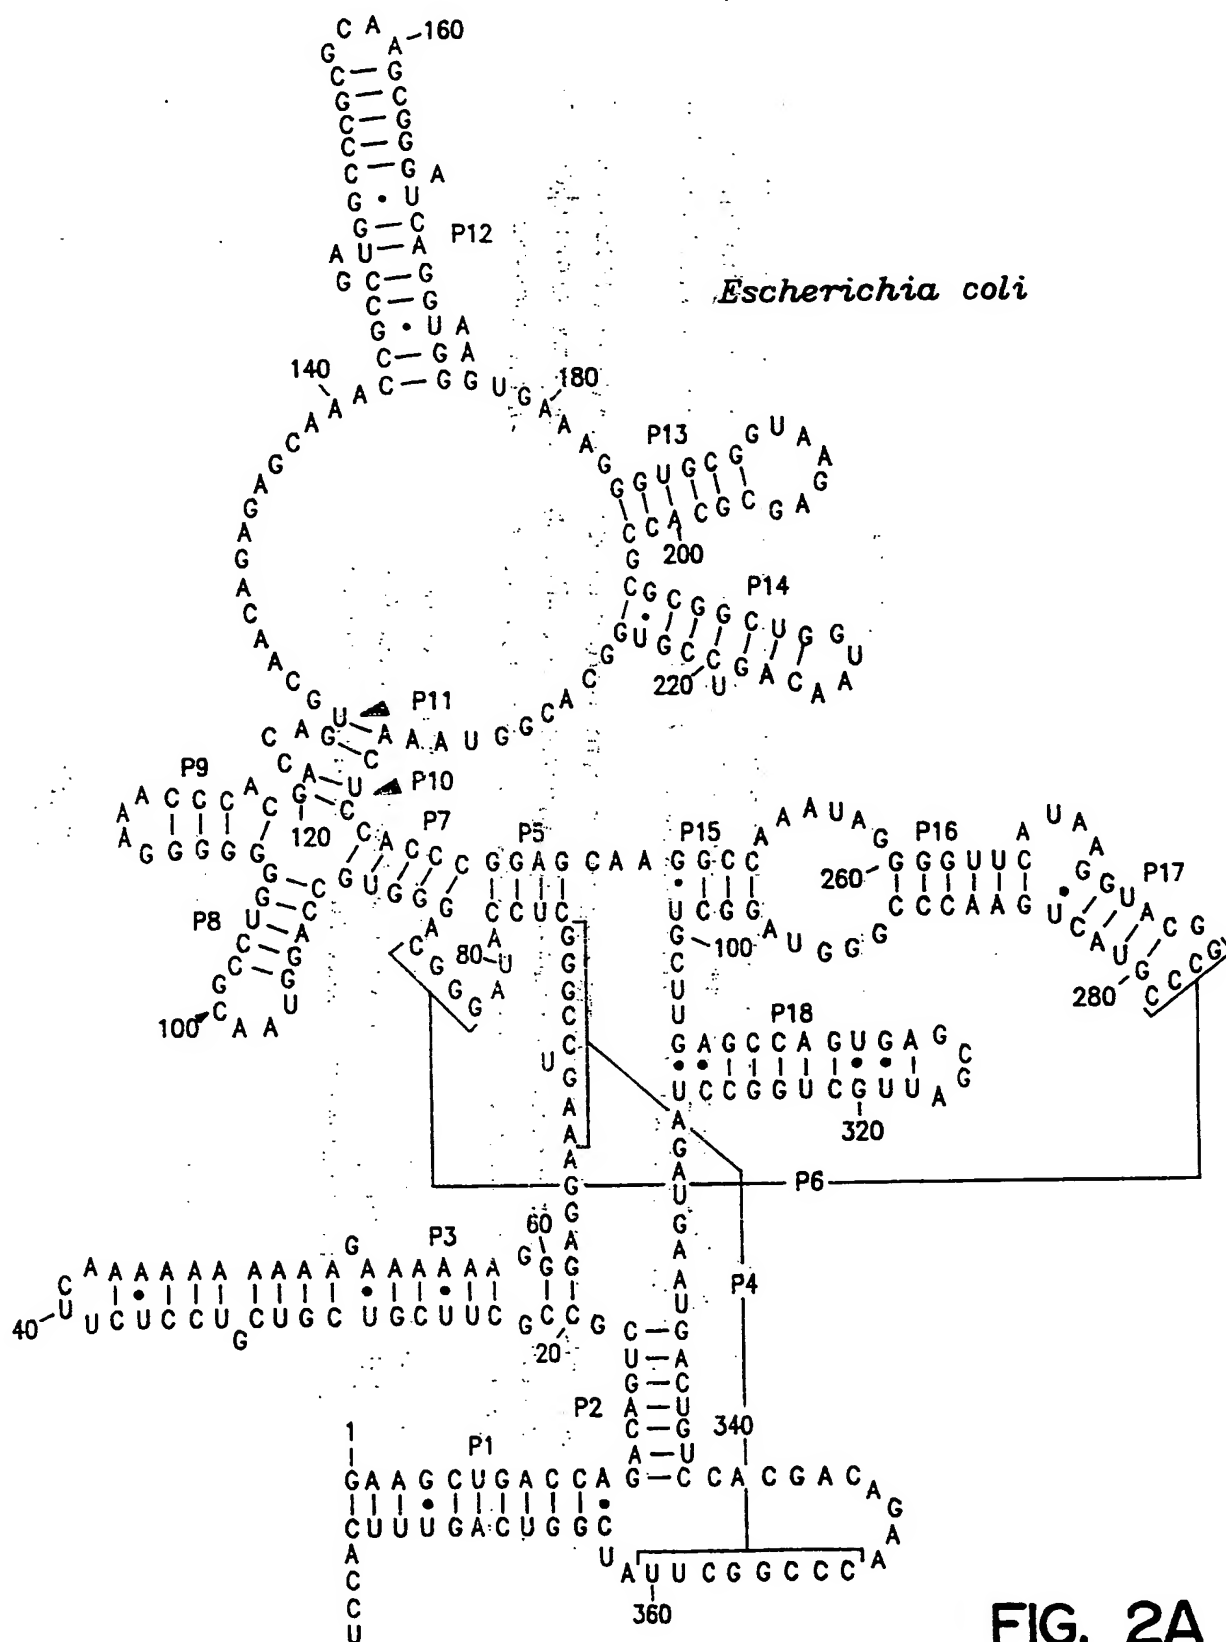 C A
G A 160
C G
G C
C G
C G
C G A
G U
G C P12
A U A
G C G
C G
G U A
C G A
140 A A C G G U G 180
Escherichia coli
A A A A
C A
G G P13 G U A A
A G G U G C G A
G G
A C C A C G C G A
G 200
A G
C C G C G G C U G G P14
A G U G C C G A C A A U
A G 220 U
C C
G U P11 A
C A G A A A U G G C
C C
P9 A A U P10
A A C C C A C G C
A G G G G G 120
C A C C C G G A G C A A G G C C A A A U A G G G G U U C A U A A
P7 P5 P15 P16 P17
G U G G G C C U C U C G G A U G G G C C C A A G U
260
G G U A C G G
C A U G C C C G
280
P8 G U C C G C A A U G G A C C
100
C G G G G A U A C
80
G G G C C U G A A A G G A G
G 100
U C G U U G U
P18
G A G C C A G U G A G C
U C C G G U C G U U A G
320
A G A U G A A U
P6
P4
60
P3
G
C A A A A A A A A A A A A A A A A G G G
40 U U C U C C U G C U G C U G C U U C G C C G
20
C U G A C A G
G A C U G U C
P2
340
1
P1
G A A G C U G A C C A G C C A C G A C A
C U U U G A C U G G C U A U U C G G C C C A A G
A
C
C
U
360
FIG. 2A